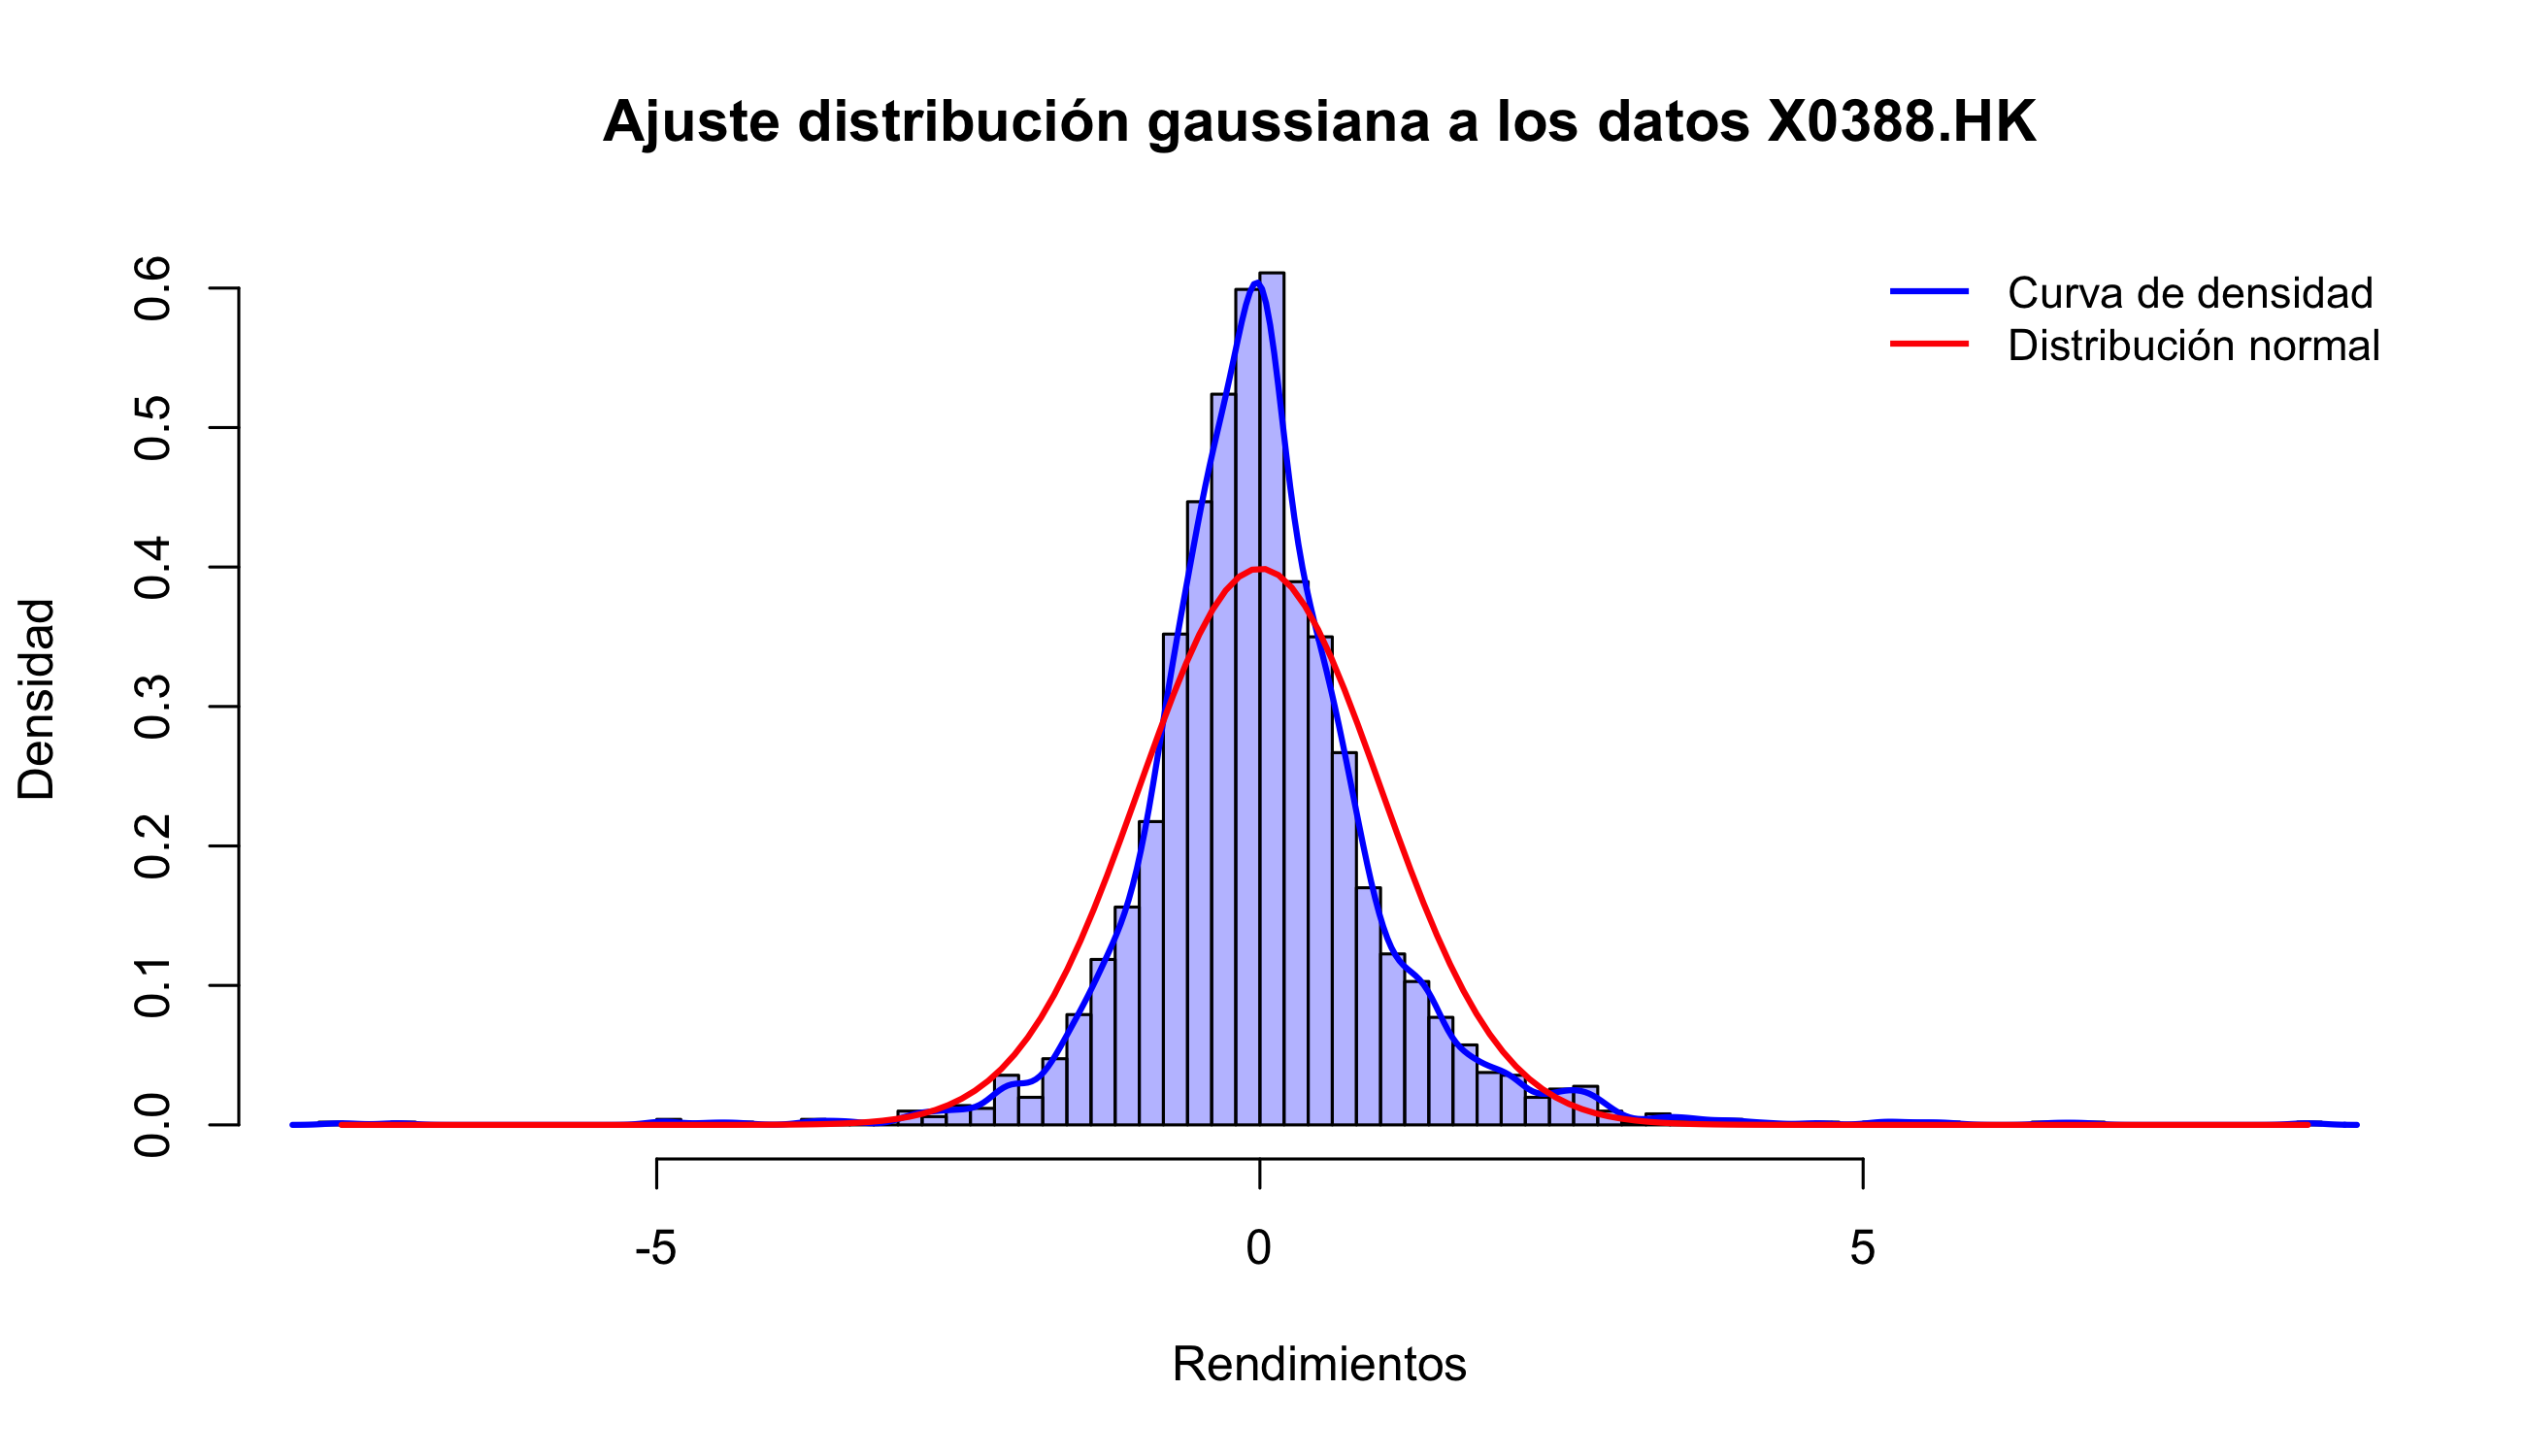 Ajuste distribución gaussiana a los datos X0388.HK
Curva de densidad
Distribución normal
Densidad
0.6
0.5
0.4
0.3
0.2
0.1
0.0
-5 0 5
Rendimientos